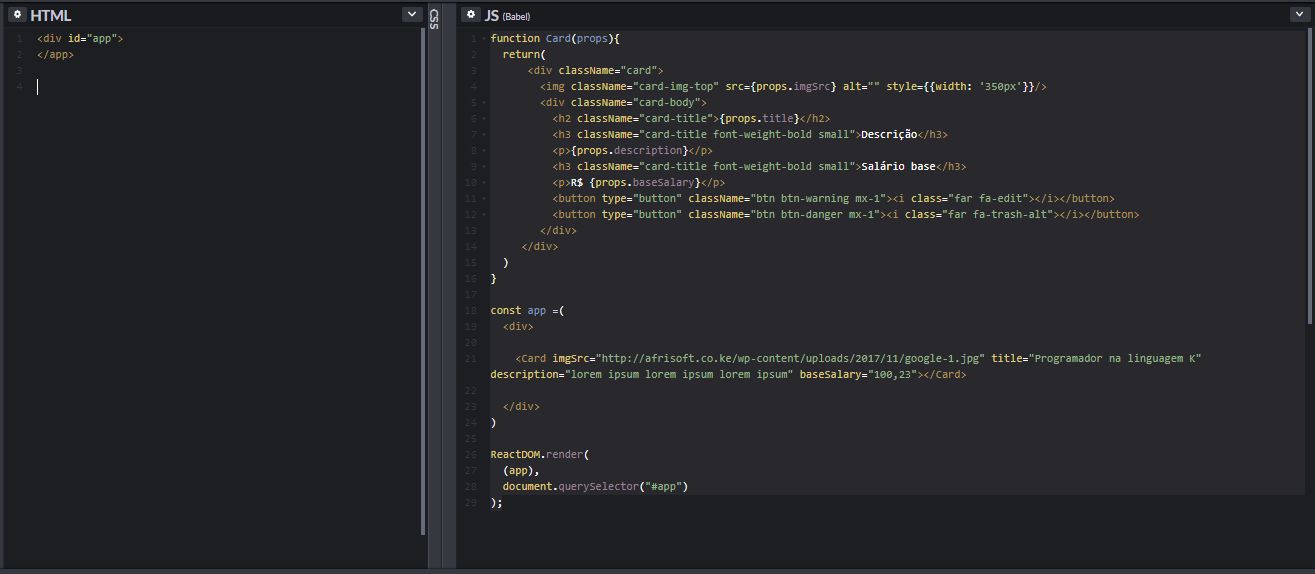 HTML
1 <div id="app">
2 </app>
3
4
CSS
JS (Babel)
1 function Card(props){
2 return(
3 <div className="card">
4 <img className="card-img-top" src={props.imgSrc} alt="" style={{width: '350px'}}/>
5 <div className="card-body">
6 <h2 className="card-title">{props.title}</h2>
7 <h3 className="card-title font-weight-bold small">Descrição</h3>
8 <p>{props.description}</p>
9 <h3 className="card-title font-weight-bold small">Salário base</h3>
10 <p>R$ {props.baseSalary}</p>
11 <button type="button" className="btn btn-warning mx-1"><i class="far fa-edit"></i></button>
12 <button type="button" className="btn btn-danger mx-1"><i class="far fa-trash-alt"></i></button>
13 </div>
14 </div>
15 )
16 }
17
18 const app =(
19 <div>
20
21 <Card imgSrc="http://afrisoft.co.ke/wp-content/uploads/2017/11/google-1.jpg" title="Programador na linguagem K"
description="lorem ipsum lorem ipsum lorem ipsum" baseSalary="100,23"></Card>
22
23 </div>
24 )
25
26 ReactDOM.render(
27 (app),
28 document.querySelector("#app")
29 );